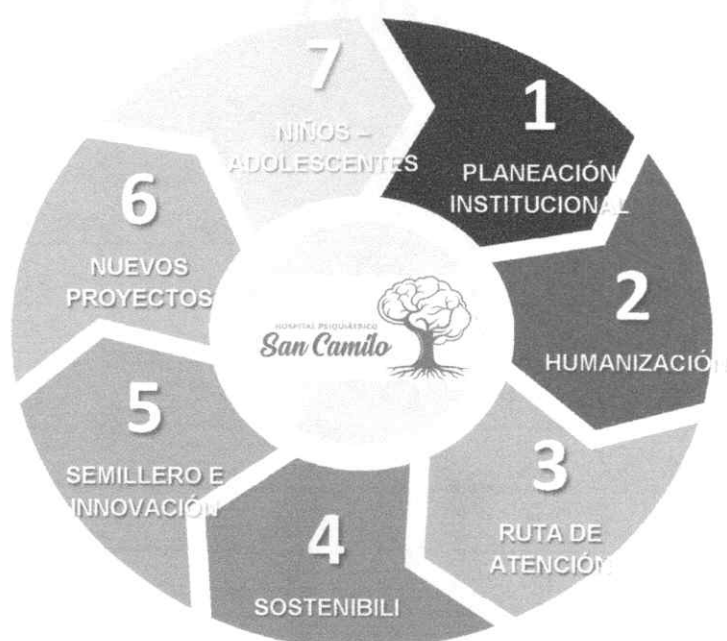 1
PLANEACIÓN
INSTITUCIONAL
2
HUMANIZACIÓN
3
RUTA DE
ATENCIÓN
4
SOSTENIBILI
5
SEMILLERO E
INNOVACIÓN
6
NUEVOS
PROYECTOS
7
NIÑOS –
ADOLESCENTES
HOSPITAL PSIQUIÁTRICO
San Camilo